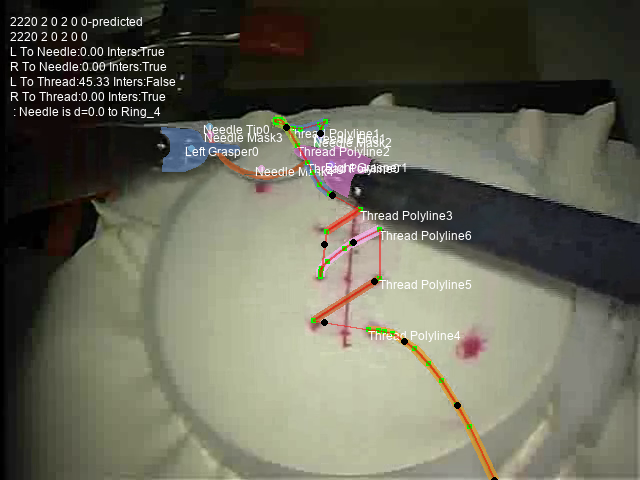 2220 2 0 2 0 0-predicted
2220 2 0 2 0 0
L To Needle:0.00 Inters:True
R To Needle:0.00 Inters:True
L To Thread:45.33 Inters:False
R To Thread:0.00 Inters:True
: Needle is d=0.0 to Ring_4
Needle Tip0
Needle Mask3
Thread Polyline1
Needle Mask2
Left Grasper0
Thread Polyline2
Right Grasper1
Thread Polyline3
Thread Polyline6
Thread Polyline5
Thread Polyline4